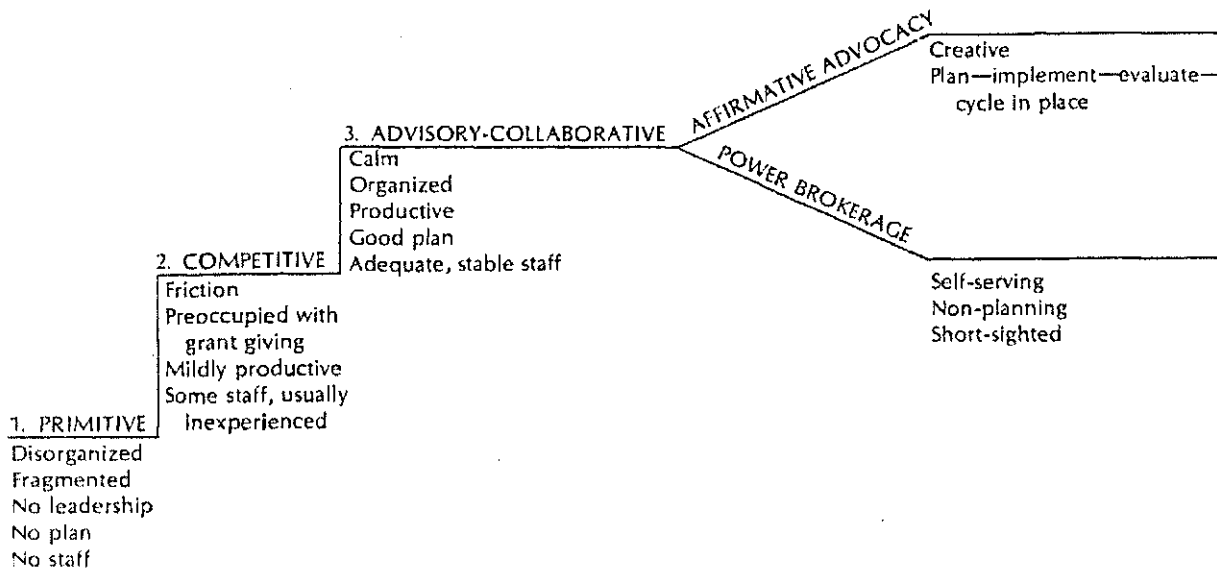 1. PRIMITIVE
Disorganized
Fragmented
No leadership
No plan
No staff
2. COMPETITIVE
Friction
Preoccupied with
grant giving
Mildly productive
Some staff, usually
inexperienced
3. ADVISORY-COLLABORATIVE
Calm
Organized
Productive
Good plan
Adequate, stable staff
AFFIRMATIVE ADVOCACY
Creative
Plan—implement—evaluate—
cycle in place
POWER BROKERAGE
Self-serving
Non-planning
Short-sighted